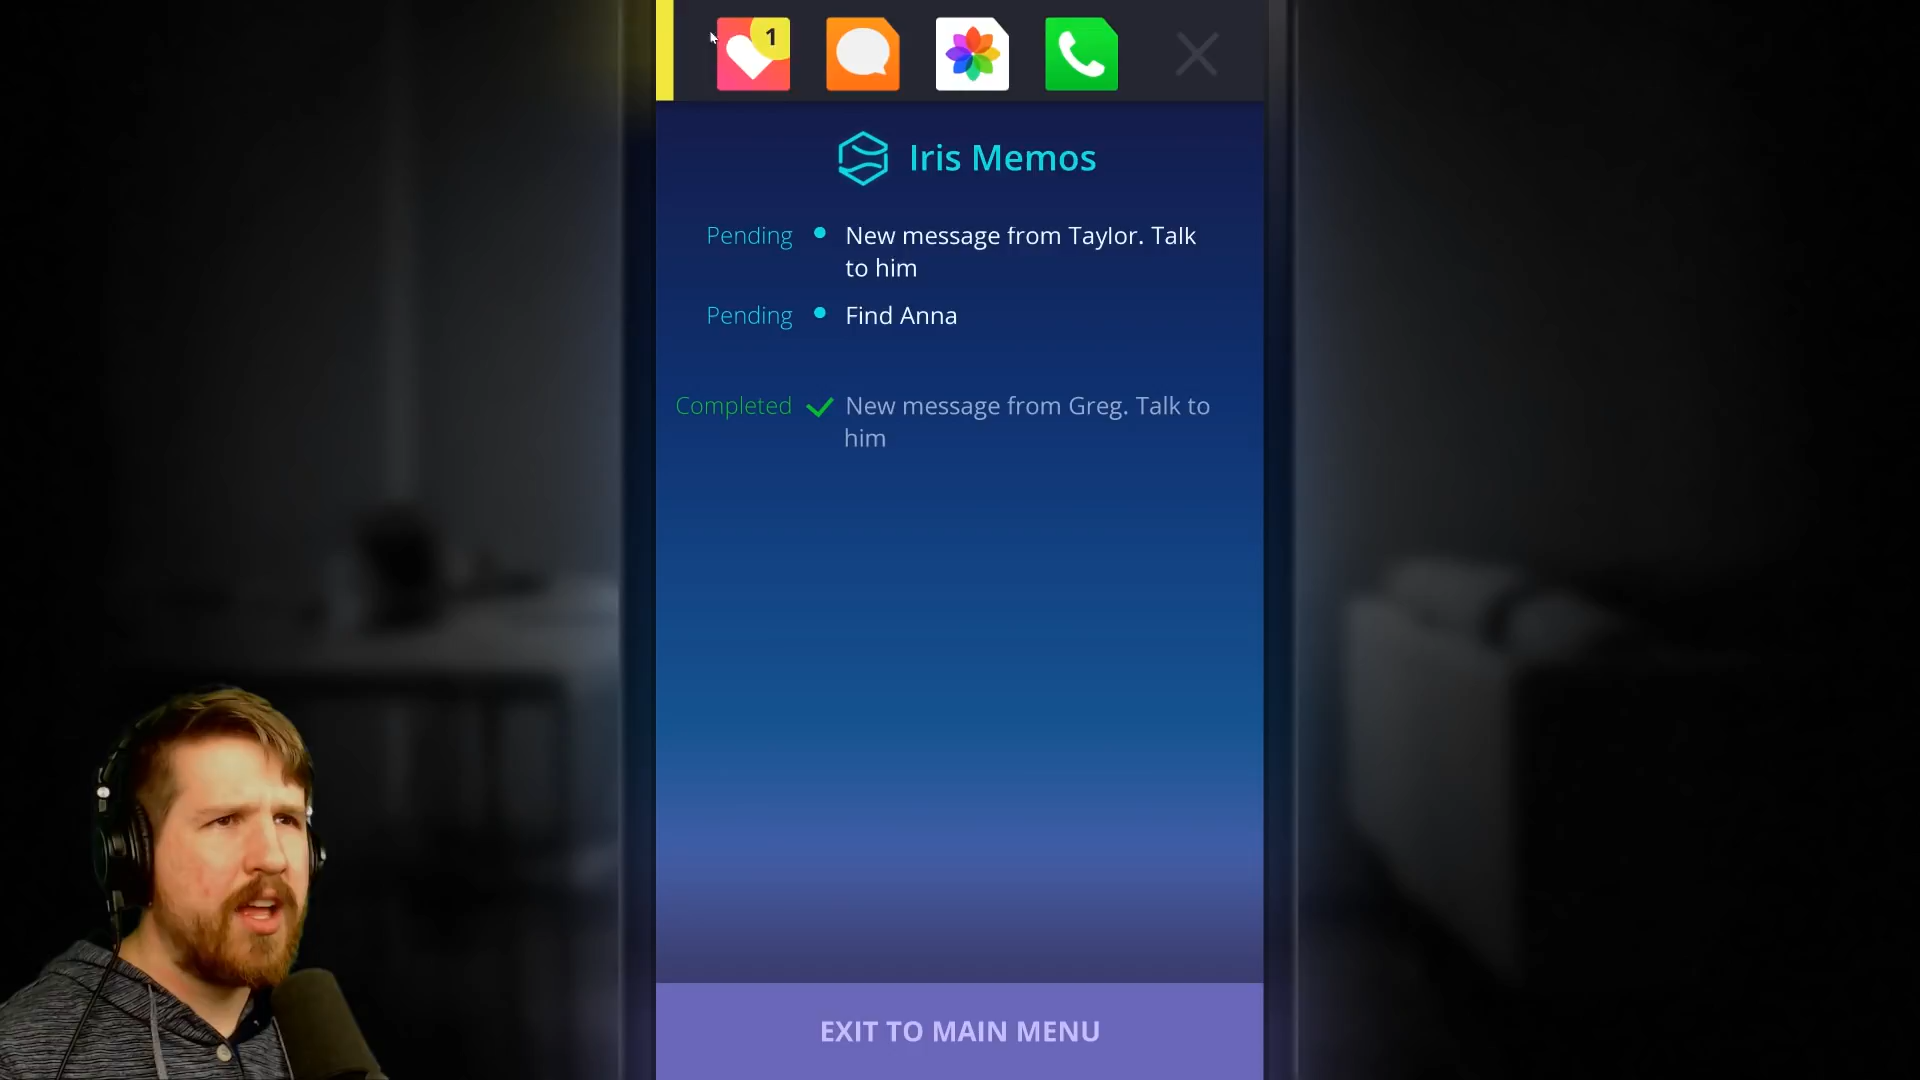 1
Iris Memos
Pending New message from Taylor. Talk
to him
Pending Find Anna
Completed New message from Greg. Talk to
him
EXIT TO MAIN MENU